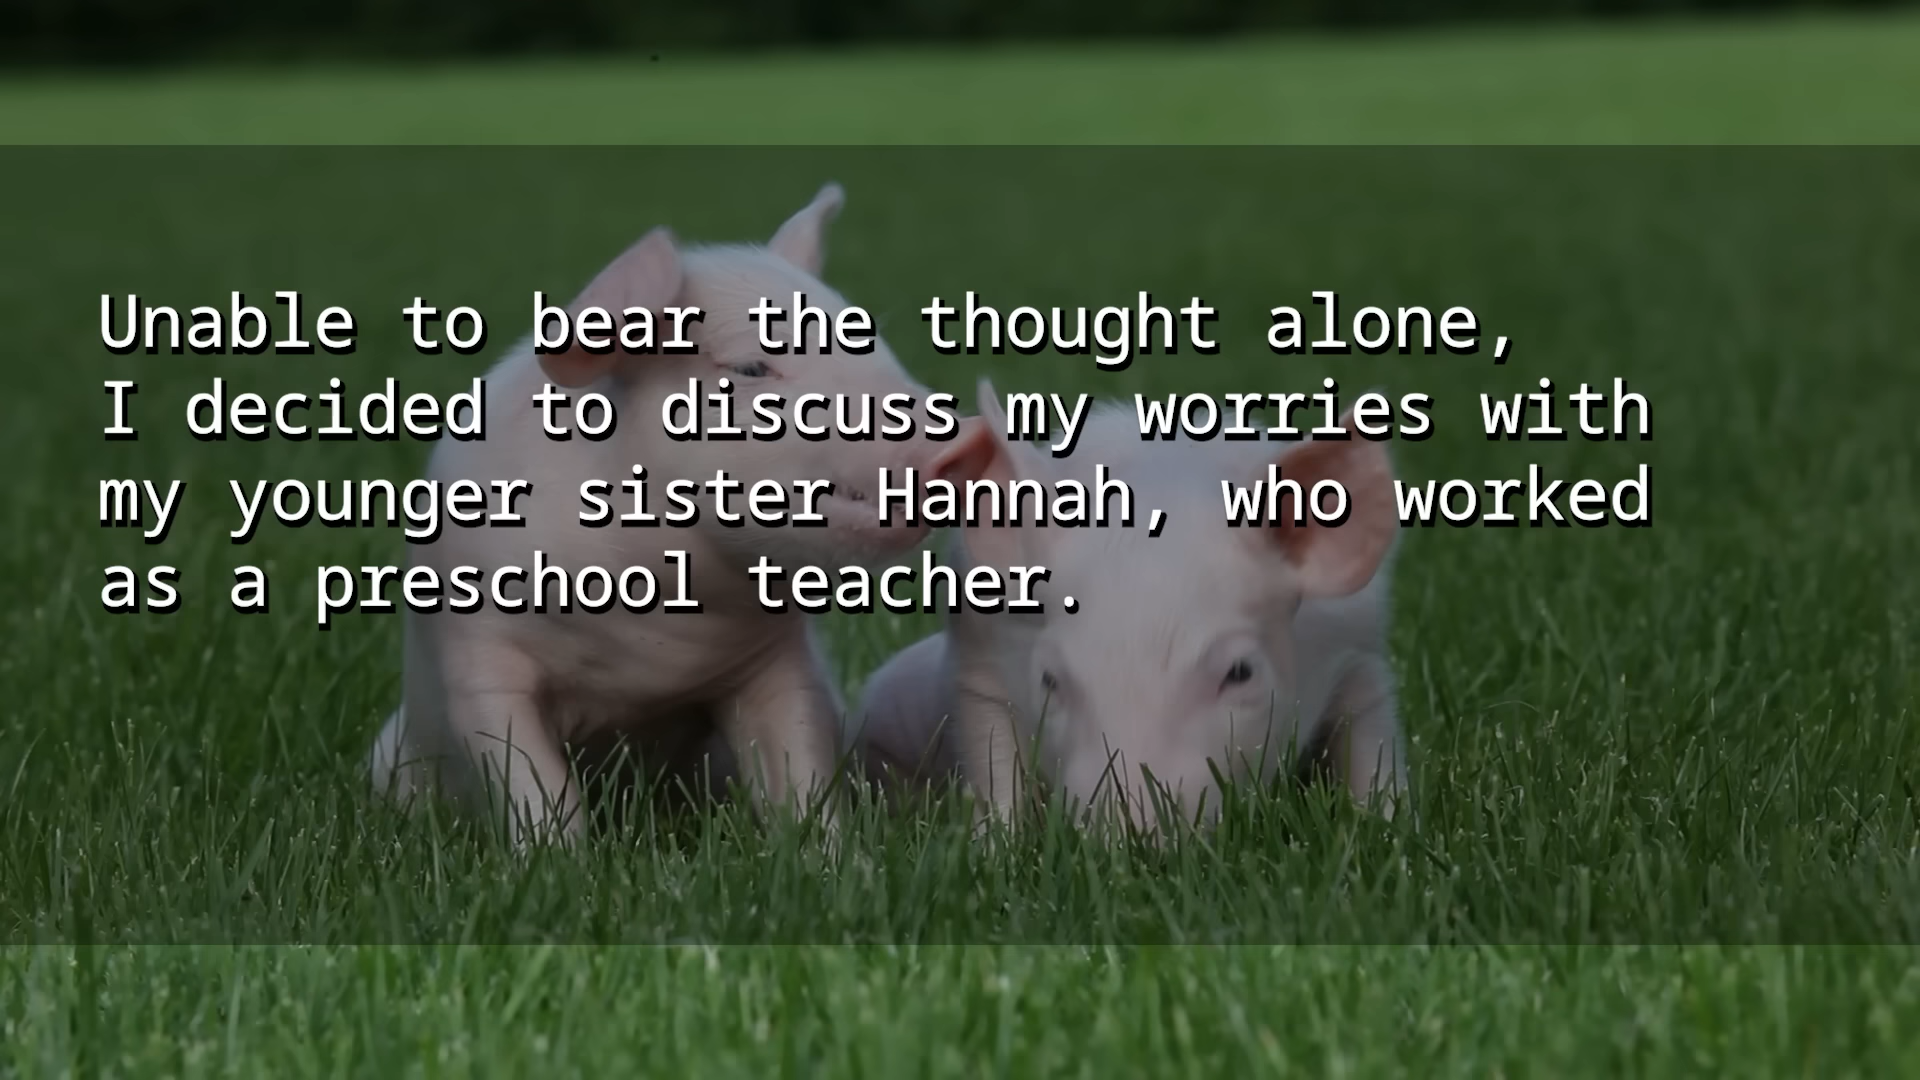 Unable to bear the thought alone,
I decided to discuss my worries with
my younger sister Hannah, who worked
as a preschool teacher.